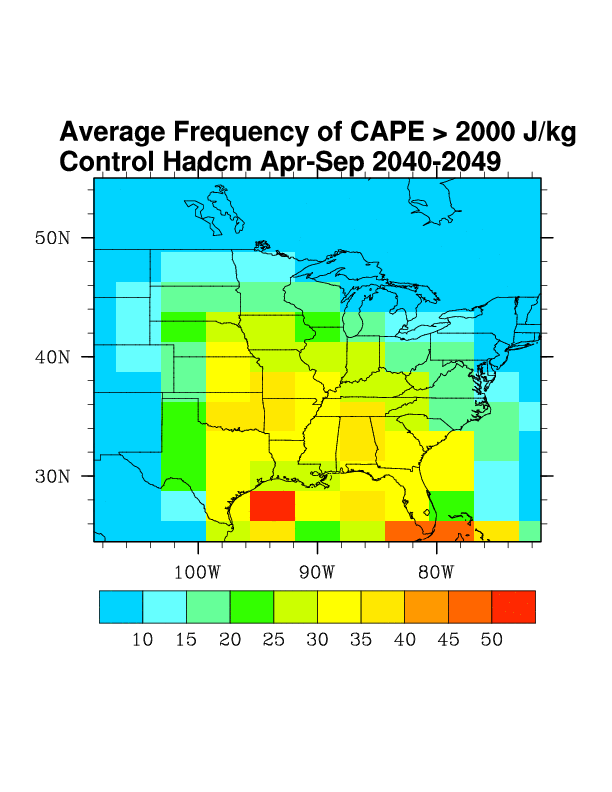 Average Frequency of CAPE > 2000 J/kg
Control Hadcm Apr-Sep 2040-2049
50N
40N
30N
100W 90W 80W
10 15 20 25 30 35 40 45 50